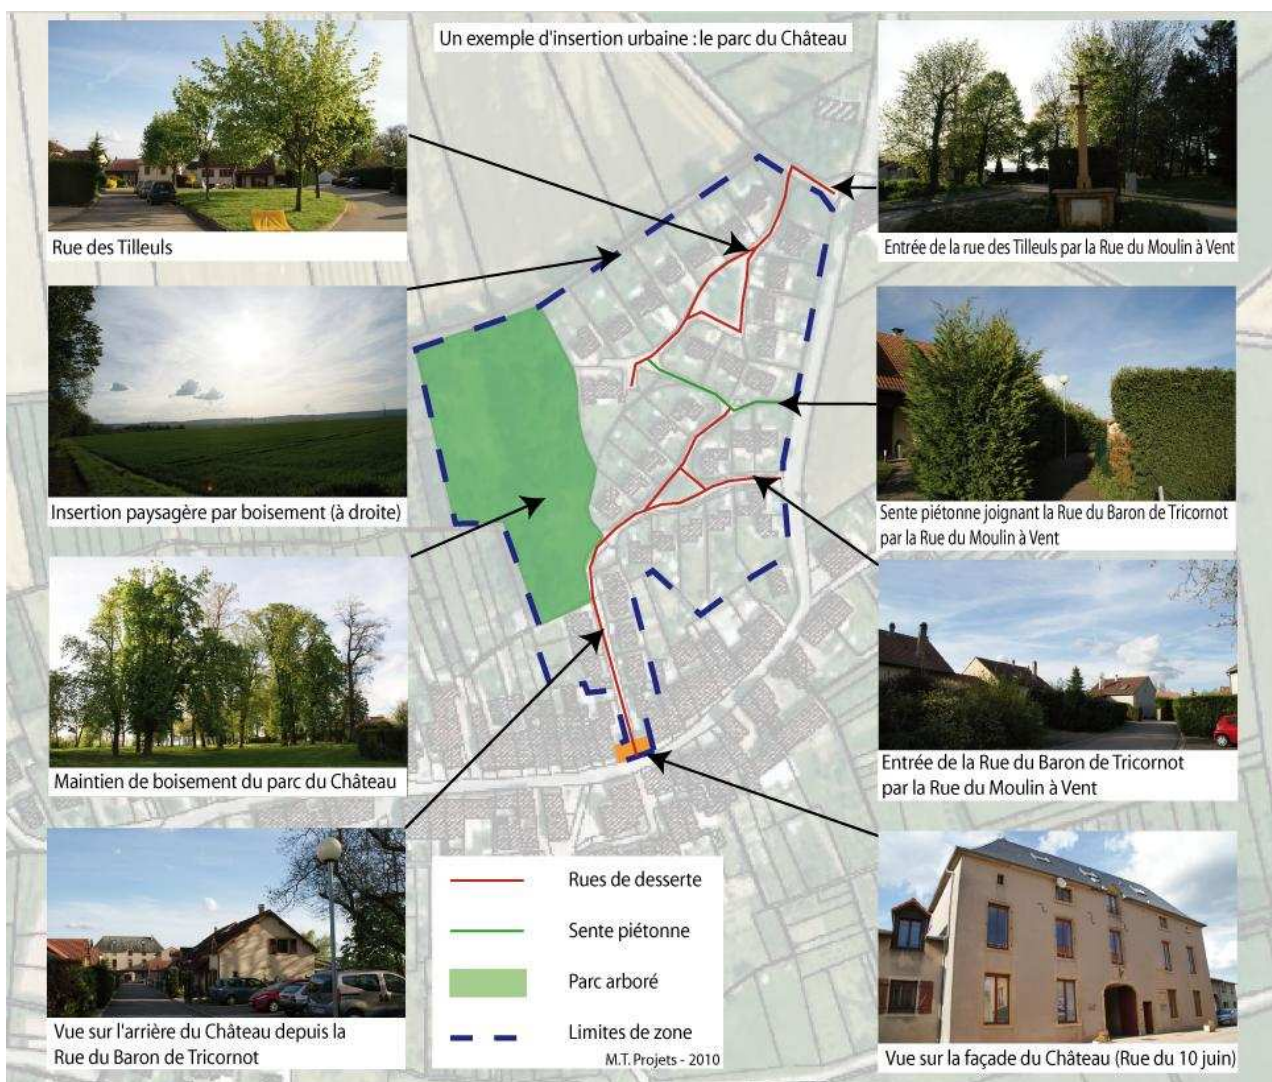 Un exemple d'insertion urbaine : le parc du Château
Rue des Tilleuls
Entrée de la rue des Tilleuls par la Rue du Moulin à Vent
Insertion paysagère par boisement (à droite)
Sente piétonne joignant la Rue du Baron de Tricornot
par la Rue du Moulin à Vent
Maintien de boisement du parc du Château
Entrée de la Rue du Baron de Tricornot
par la Rue du Moulin à Vent
Vue sur l'arrière du Château depuis la
Rue du Baron de Tricornot
Rues de desserte
Sente piétonne
Parc arboré
Limites de zone
M.T. Projets - 2010
Vue sur la façade du Château (Rue du 10 juin)